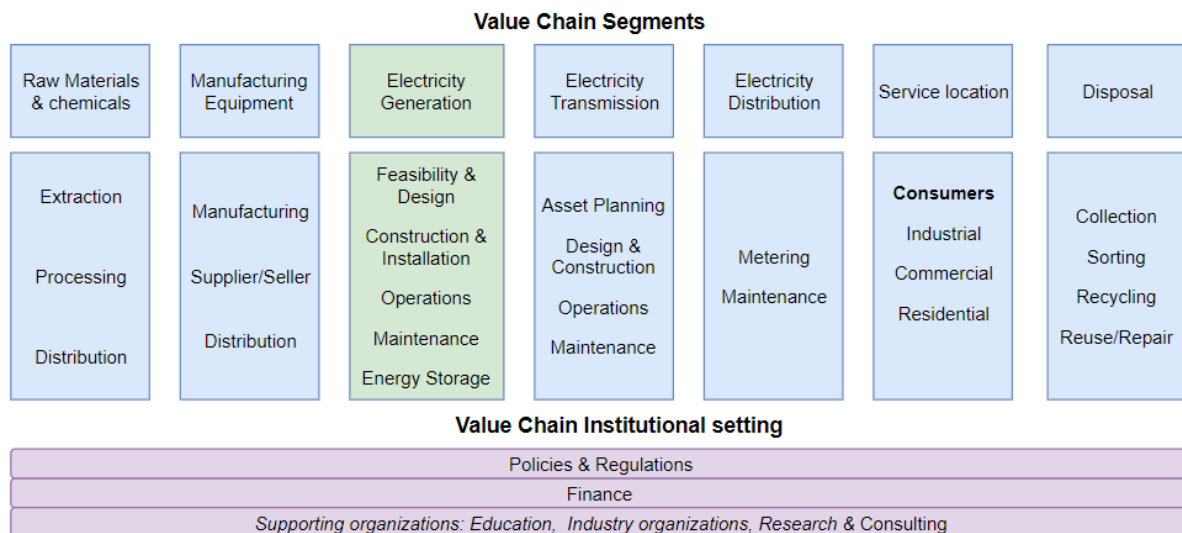 Value Chain Segments
Raw Materials
& chemicals
Manufacturing
Equipment
Electricity
Generation
Electricity
Transmission
Electricity
Distribution
Service location
Disposal
Extraction
Processing
Distribution
Manufacturing
Supplier/Seller
Distribution
Feasibility &
Design
Construction &
Installation
Operations
Maintenance
Energy Storage
Asset Planning
Design &
Construction
Operations
Maintenance
Metering
Maintenance
Consumers
Industrial
Commercial
Residential
Collection
Sorting
Recycling
Reuse/Repair
Value Chain Institutional setting
Policies & Regulations
Finance
Supporting organizations: Education, Industry organizations, Research & Consulting